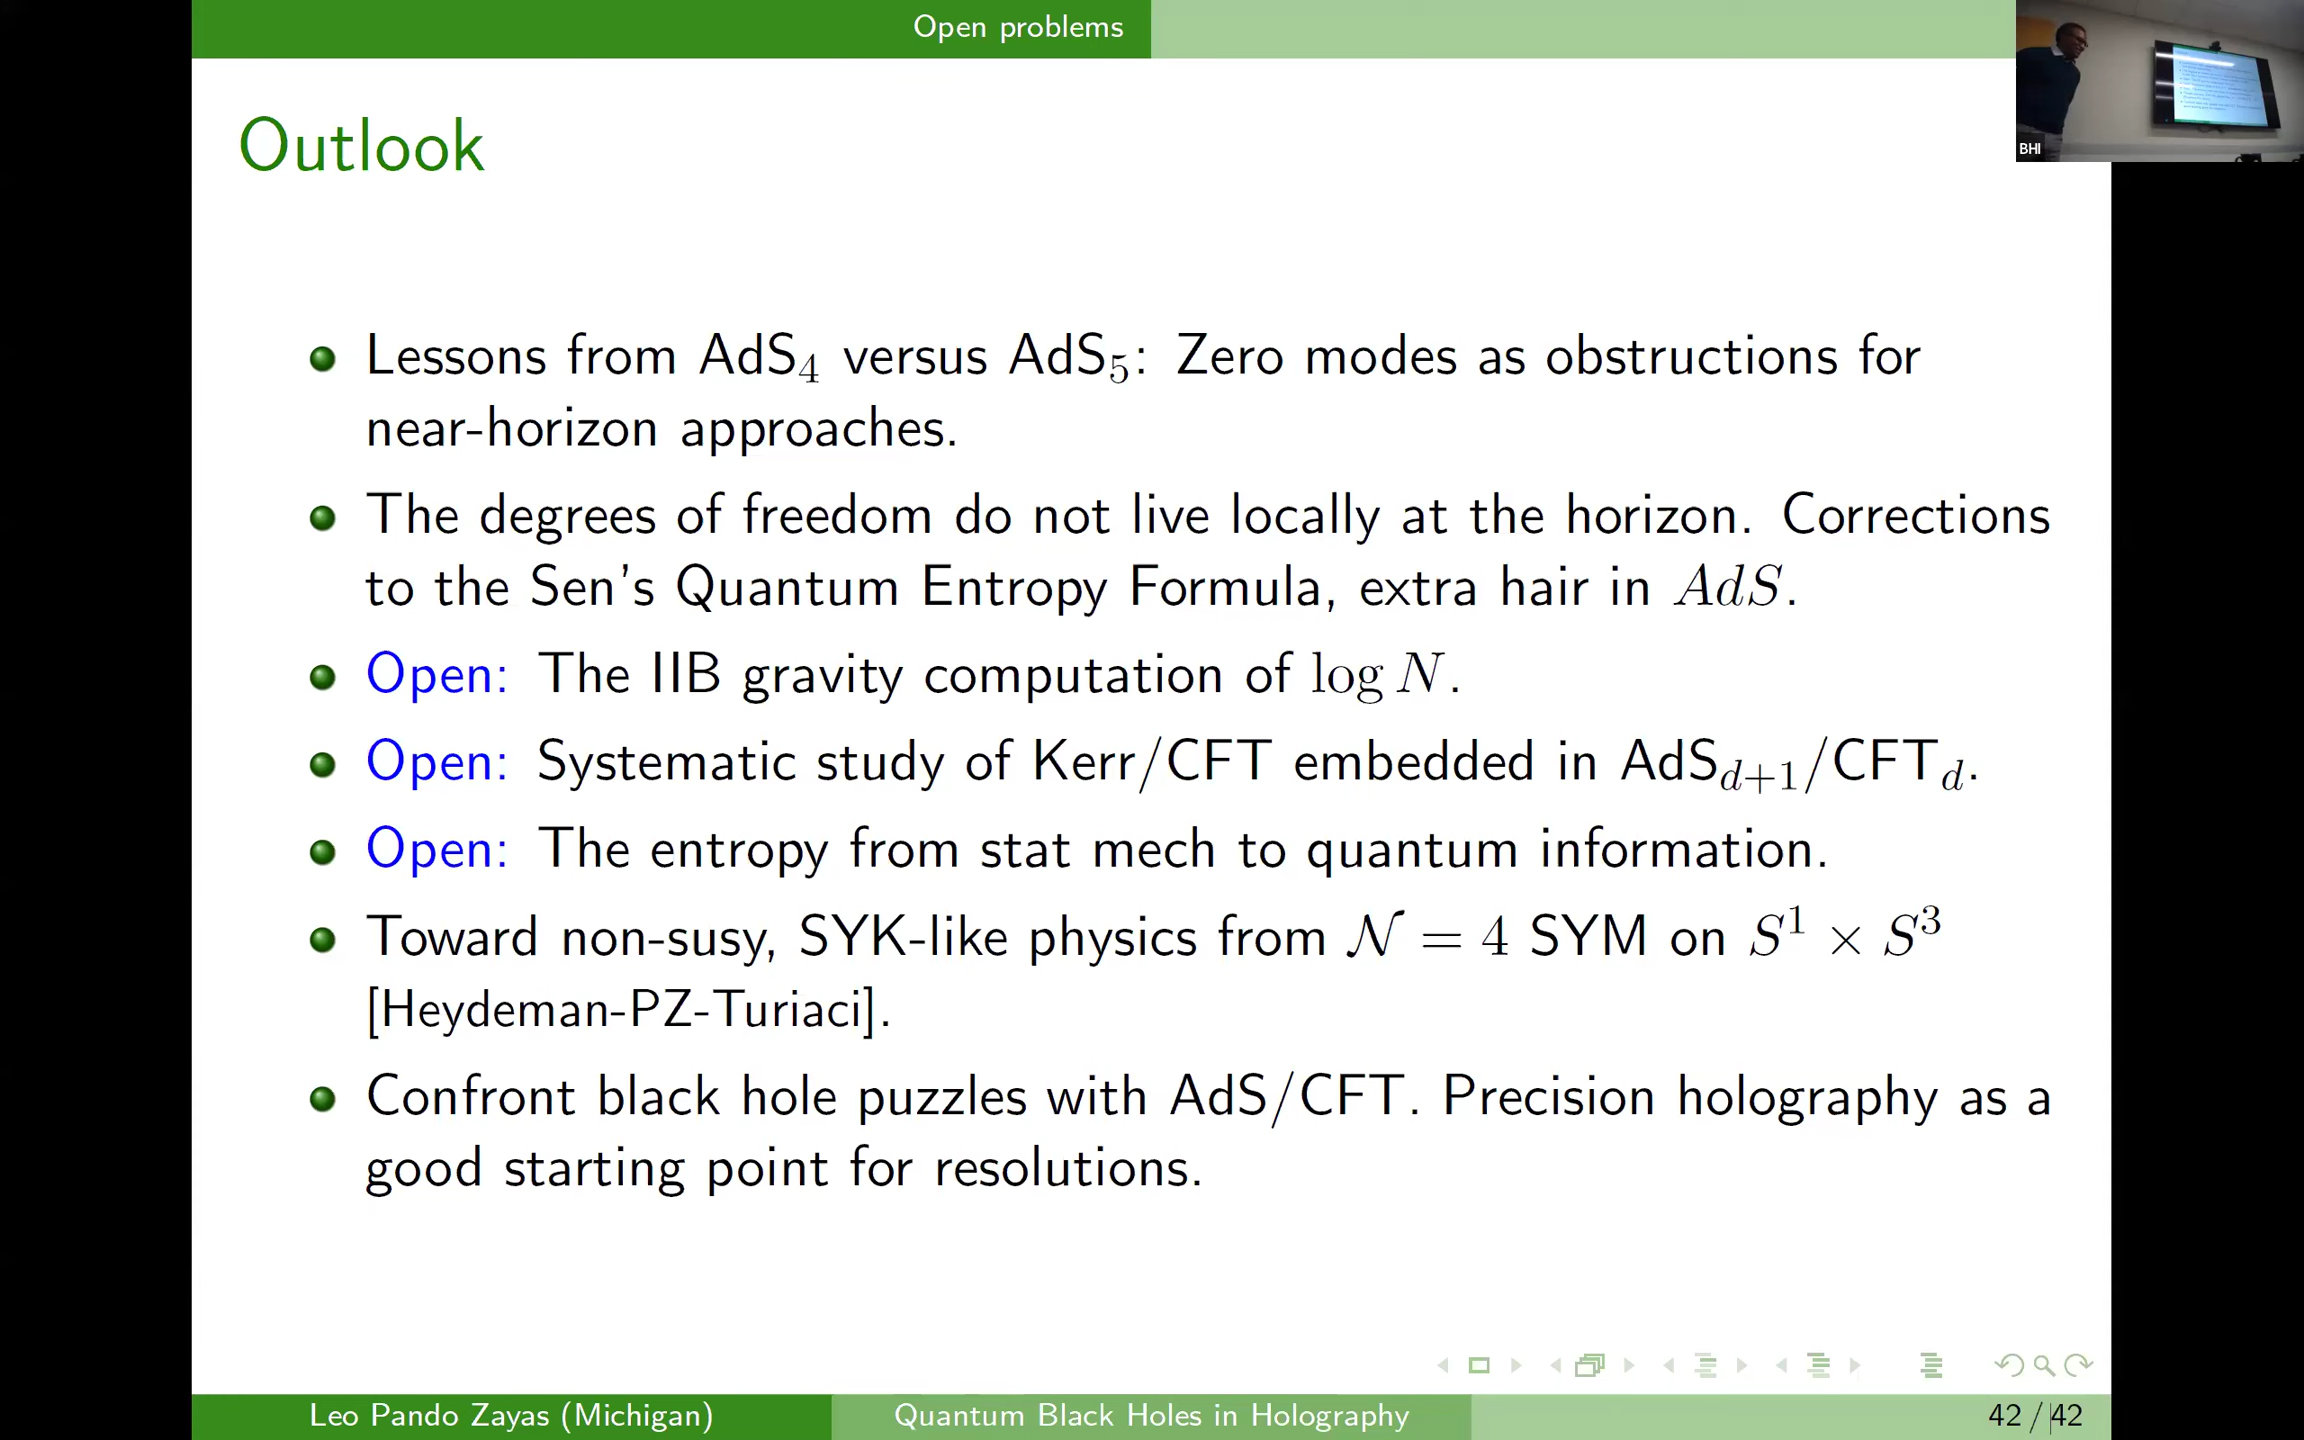 Open problems
BHI
Outlook
Lessons from AdS₄ versus AdS₅: Zero modes as obstructions for
near-horizon approaches.
The degrees of freedom do not live locally at the horizon. Corrections
to the Sen's Quantum Entropy Formula, extra hair in AdS.
Open: The IIB gravity computation of log N.
Open: Systematic study of Kerr/CFT embedded in AdS_{d+1}/CFT_d.
Open: The entropy from stat mech to quantum information.
Toward non-susy, SYK-like physics from 𝒩 = 4 SYM on S¹ × S³
[Heydeman-PZ-Turiaci].
Confront black hole puzzles with AdS/CFT. Precision holography as a
good starting point for resolutions.
Leo Pando Zayas (Michigan)
Quantum Black Holes in Holography
42 / 42